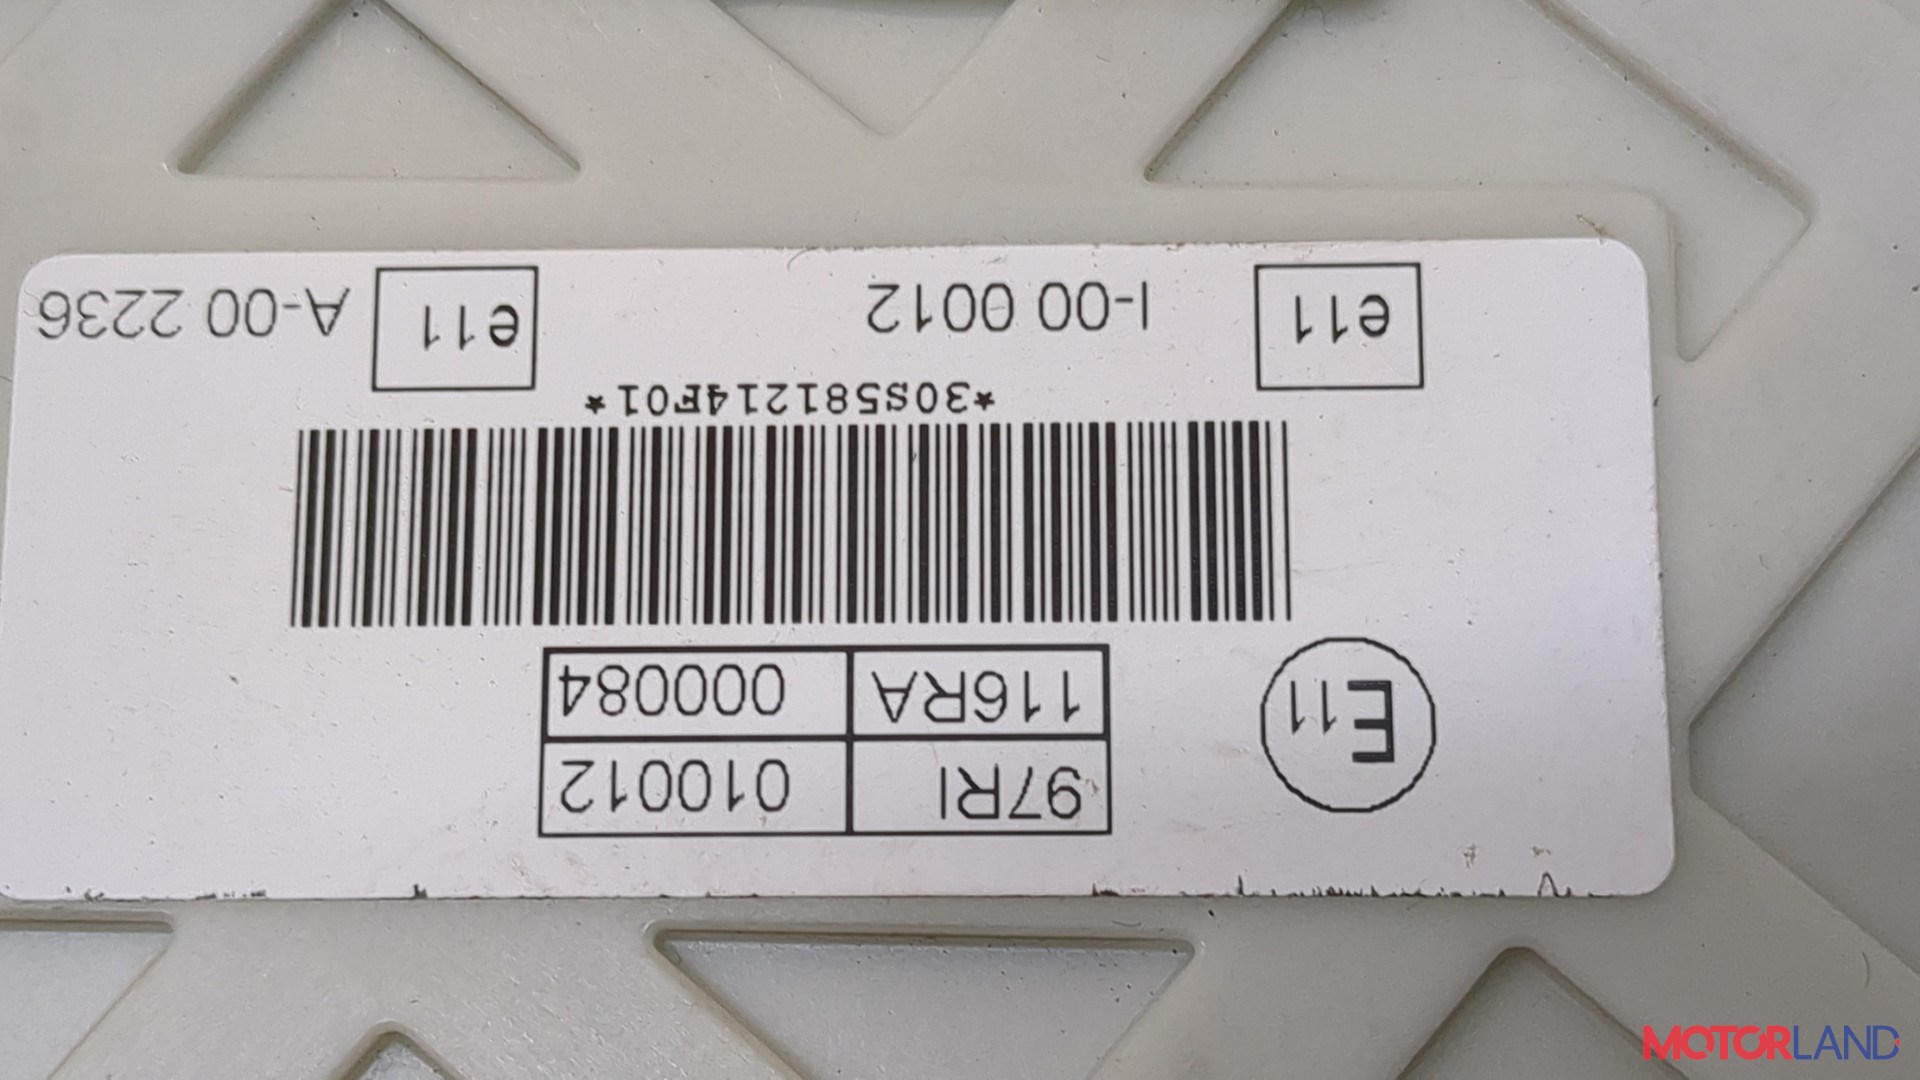 97RI 010012
E11
116RA 000084
*30S581214F01*
e11 I-00 0012 e11 A-00 2236
MOTORLAND